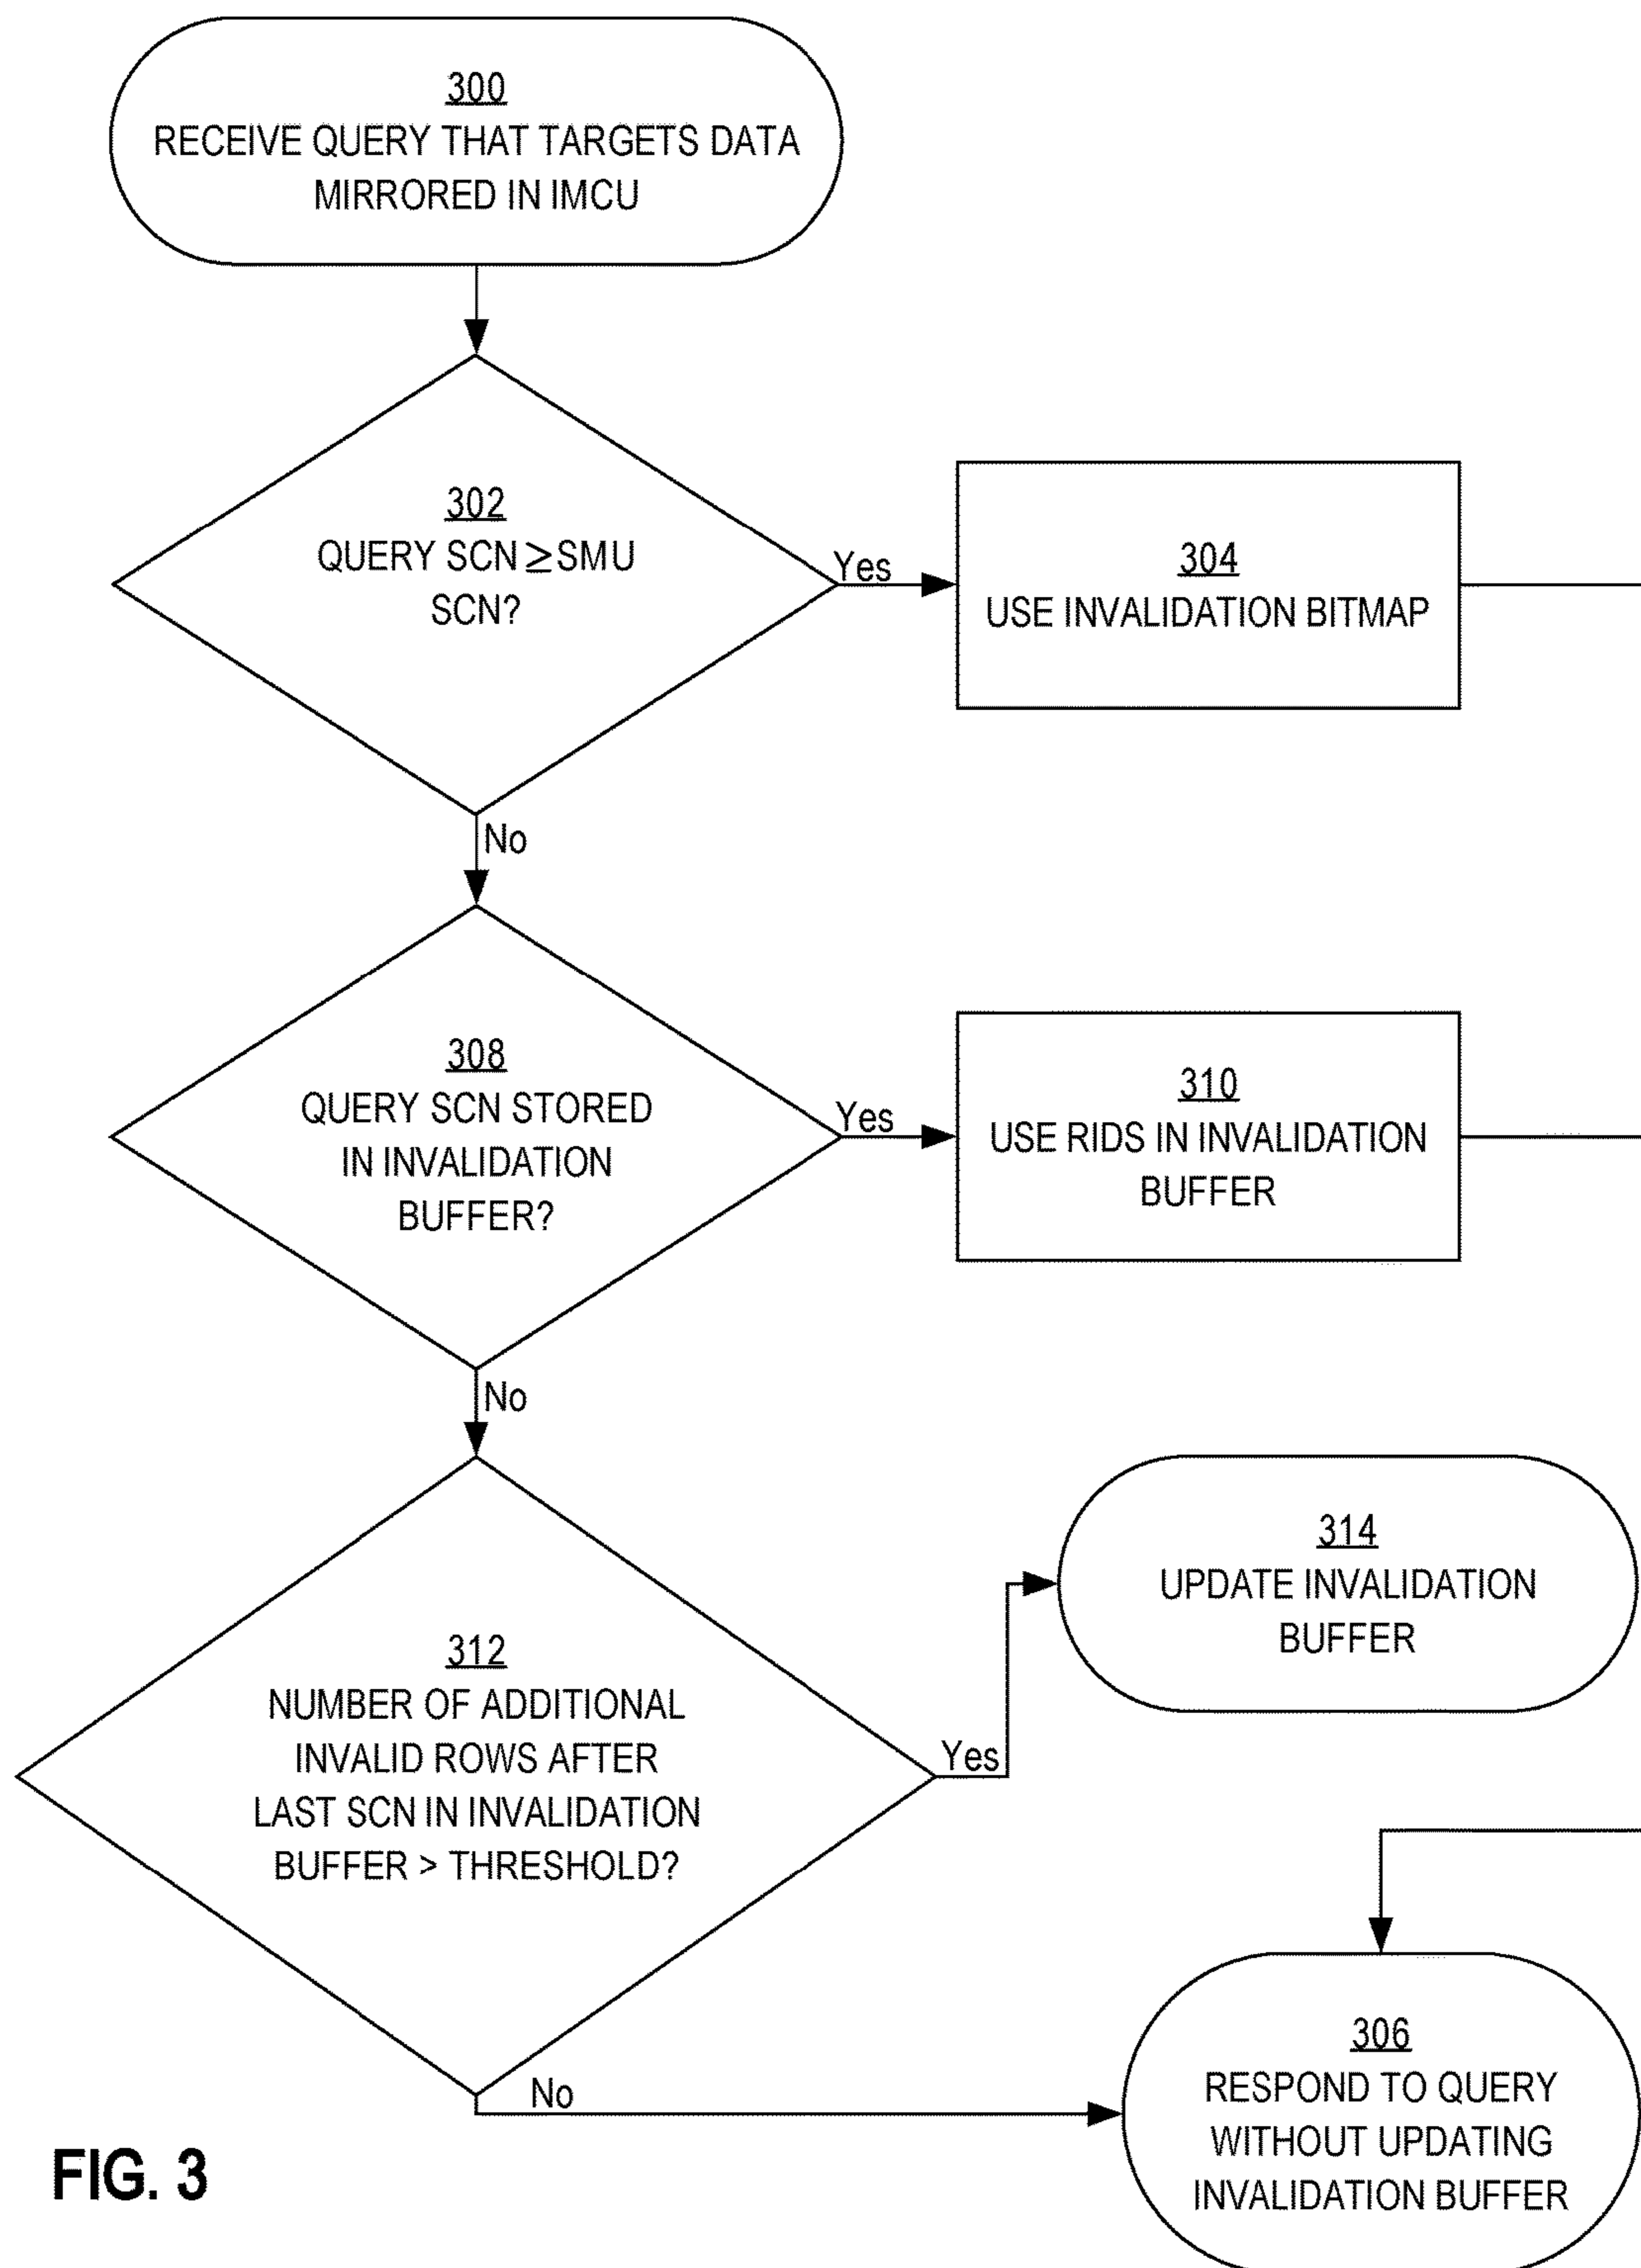 300
RECEIVE QUERY THAT TARGETS DATA
MIRRORED IN IMCU
302
QUERY SCN ≥ SMU
SCN?
Yes
304
USE INVALIDATION BITMAP
No
308
QUERY SCN STORED
IN INVALIDATION
BUFFER?
Yes
310
USE RIDS IN INVALIDATION
BUFFER
No
312
NUMBER OF ADDITIONAL
INVALID ROWS AFTER
LAST SCN IN INVALIDATION
BUFFER > THRESHOLD?
Yes
314
UPDATE INVALIDATION
BUFFER
No
306
RESPOND TO QUERY
WITHOUT UPDATING
INVALIDATION BUFFER
FIG. 3